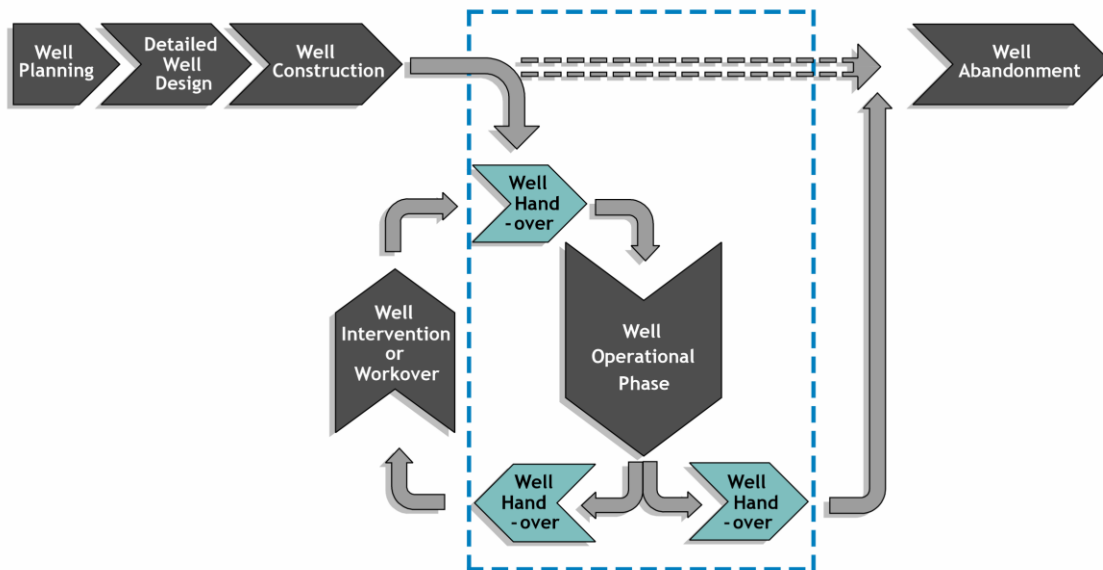 Well
Planning
Detailed
Well
Design
Well
Construction
Well
Abandonment
Well
Hand
-over
Well
Intervention
or
Workover
Well
Operational
Phase
Well
Hand
-over
Well
Hand
-over